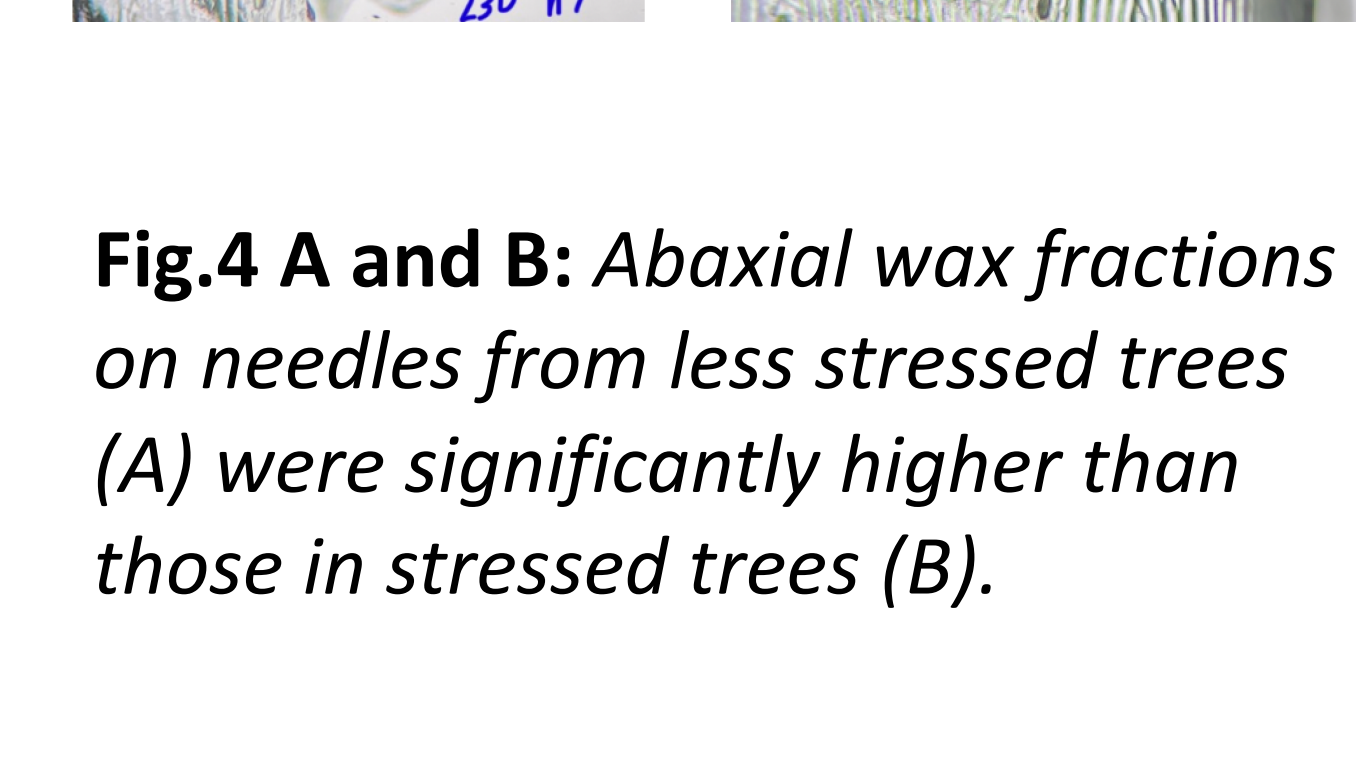 Fig.4 A and B: Abaxial wax fractions
on needles from less stressed trees
(A) were significantly higher than
those in stressed trees (B).